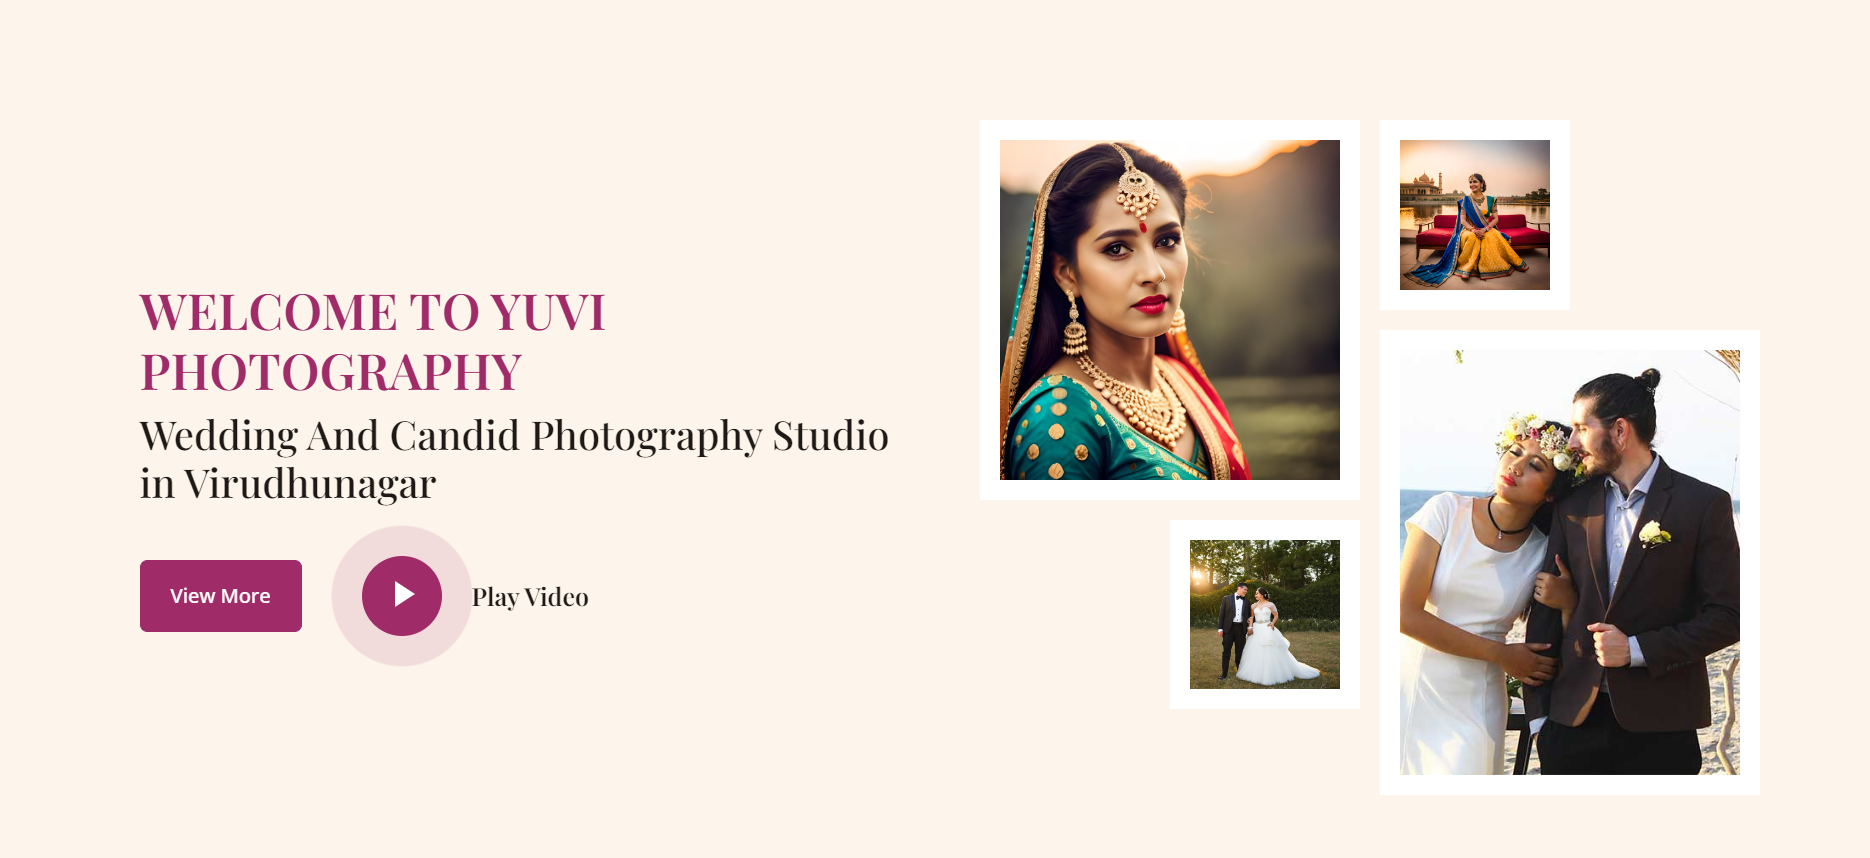 WELCOME TO YUVI
PHOTOGRAPHY
Wedding And Candid Photography Studio
in Virudhunagar
View More
Play Video